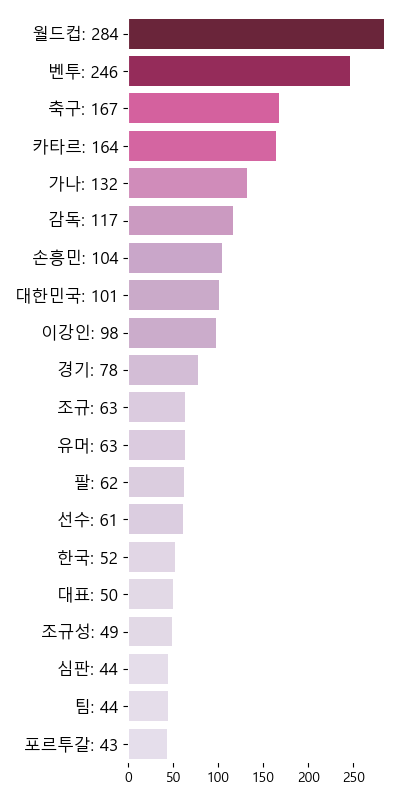 월드컵: 284
벤투: 246
축구: 167
카타르: 164
가나: 132
감독: 117
손흥민: 104
대한민국: 101
이강인: 98
경기: 78
조규: 63
유머: 63
팔: 62
선수: 61
한국: 52
대표: 50
조규성: 49
심판: 44
팀: 44
포르투갈: 43
0 50 100 150 200 250